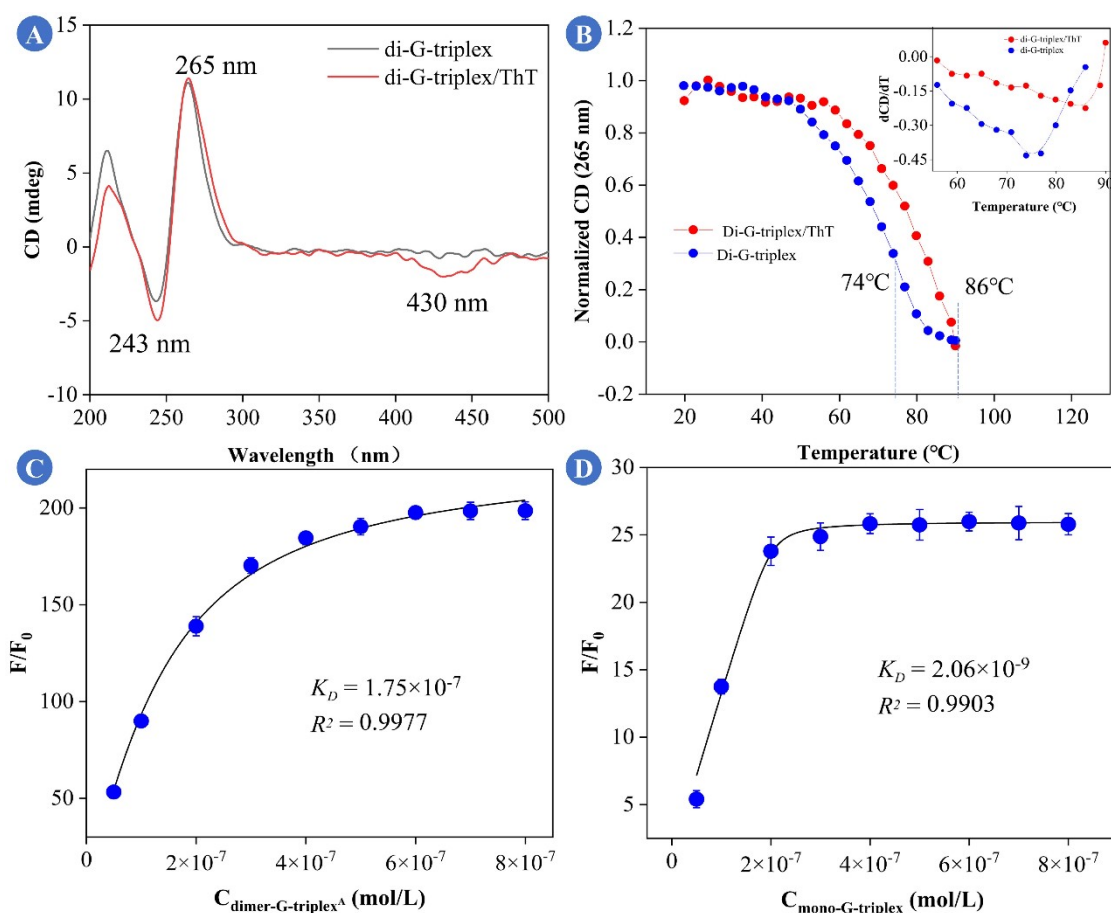 A
15
10
5
0
-5
-10
CD (mdeg)
265 nm
di-G-triplex
di-G-triplex/ThT
243 nm
430 nm
200 250 300 350 400 450 500
Wavelength （nm）
B
1.2
1.0
0.8
0.6
0.4
0.2
0.0
-0.2
Normalized CD (265 nm)
Di-G-triplex/ThT
Di-G-triplex
74℃
86℃
20 40 60 80 100 120
Temperature (℃)
di-G-triplex/ThT
di-G-triplex
0.00
-0.15
-0.30
-0.45
dCD/dT
60 70 80 90
Temperature (℃)
C
200
150
100
50
F/F₀
K_D = 1.75×10⁻⁷
R² = 0.9977
0 2×10⁻⁷ 4×10⁻⁷ 6×10⁻⁷ 8×10⁻⁷
C dimer-G-triplex^A (mol/L)
D
30
25
20
15
10
5
F/F₀
K_D = 2.06×10⁻⁹
R² = 0.9903
0 2×10⁻⁷ 4×10⁻⁷ 6×10⁻⁷ 8×10⁻⁷
C mono-G-triplex (mol/L)